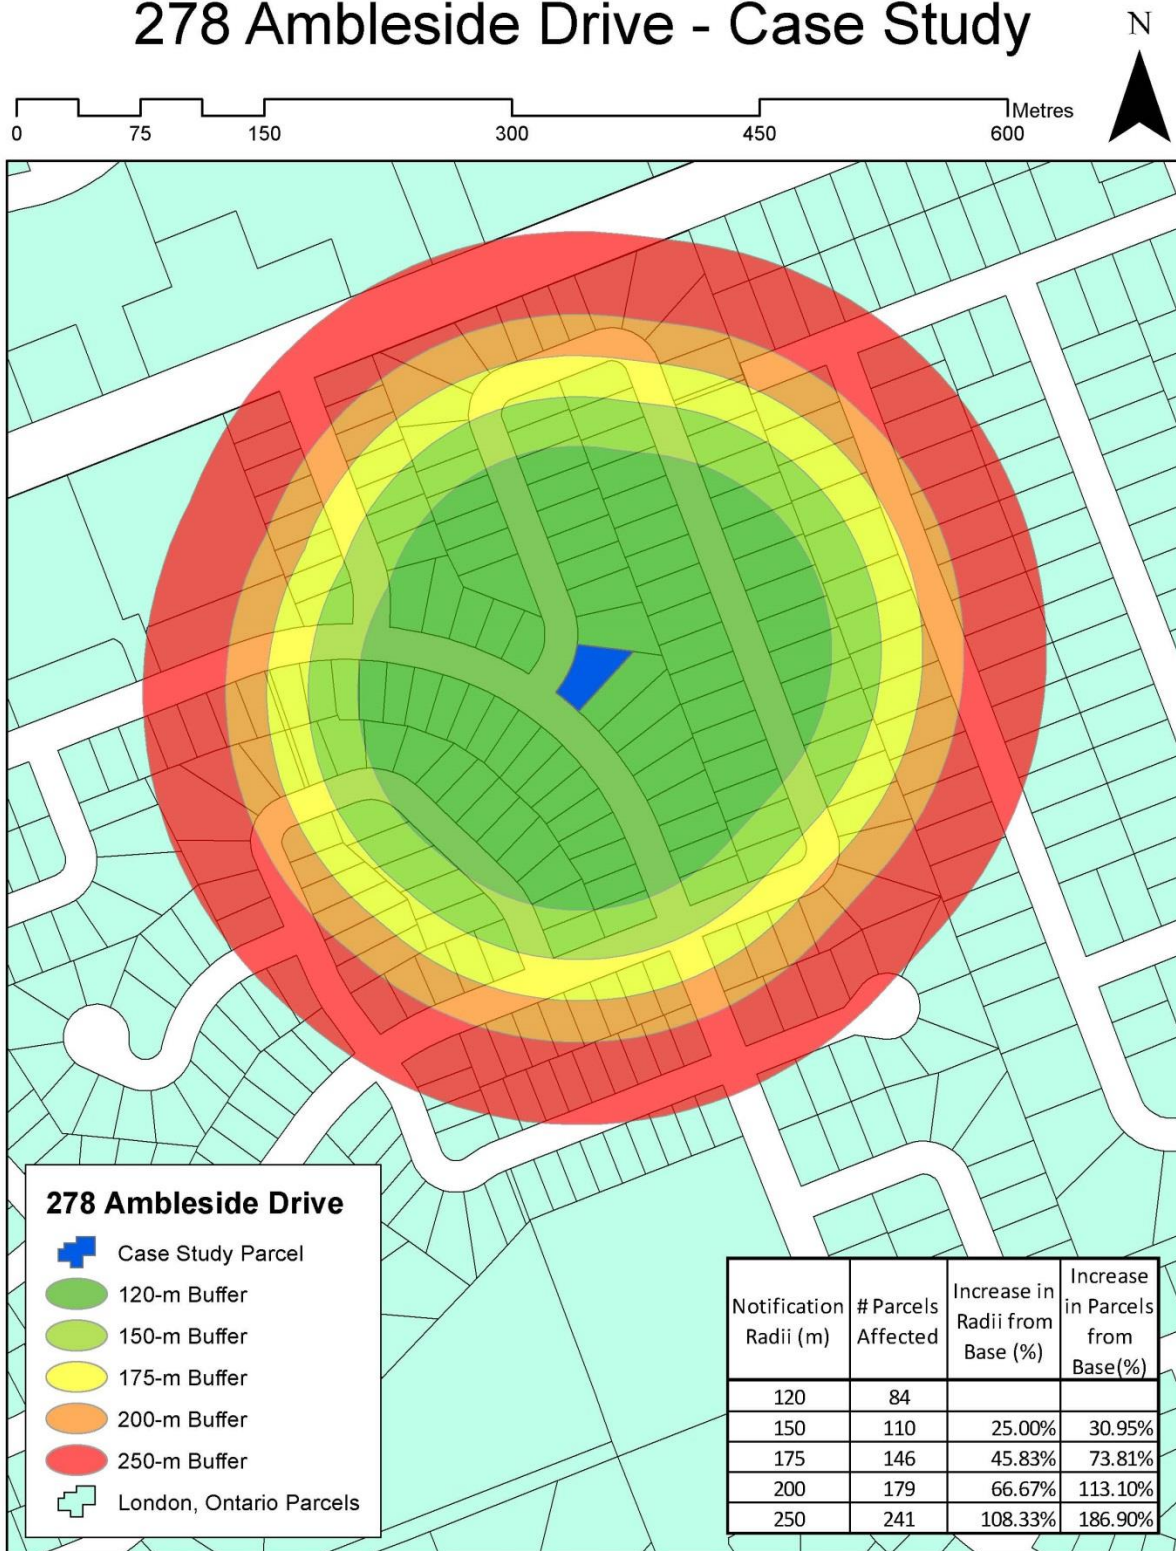 278 Ambleside Drive - Case Study
N
0 75 150 300 450 600 Metres
278 Ambleside Drive
Case Study Parcel
120-m Buffer
150-m Buffer
175-m Buffer
200-m Buffer
250-m Buffer
London, Ontario Parcels
Notification Radii (m) # Parcels Affected Increase in Radii from Base (%) Increase in Parcels from Base(%)
120 84
150 110 25.00% 30.95%
175 146 45.83% 73.81%
200 179 66.67% 113.10%
250 241 108.33% 186.90%